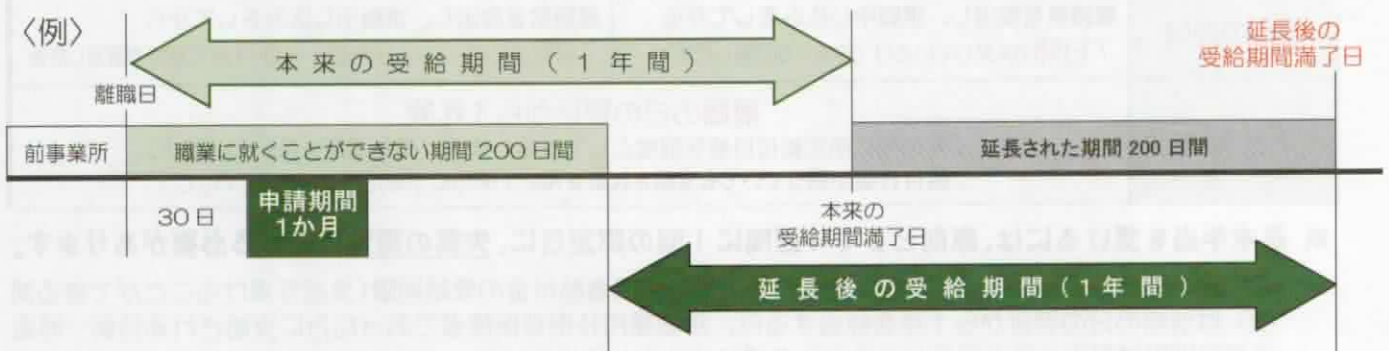 〈例〉
本来の受給期間（1年間）
延長後の
受給期間満了日
離職日
前事業所
職業に就くことができない期間200日間
延長された期間200日間
30日
申請期間
1か月
本来の
受給期間満了日
延長後の受給期間(1年間)